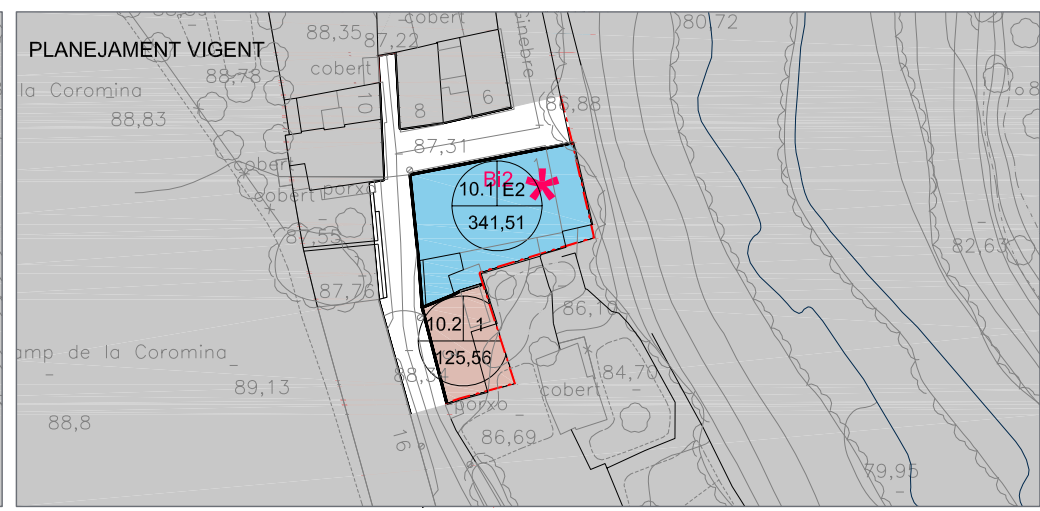 PLANEJAMENT VIGENT
cobert
88,35
87,22
80,72
88,78
cobert
la Coromina
10
8
6
86,88
88,83
87,31
cobert
porxo
cobert
Bi2
10.1 E2
341,51
1
87,55
82,63
87,76
86,19
10.2 1
125,56
amp de la Coromina
89,13
84,70
cobert
porxo
88,8
16
86,69
79,95